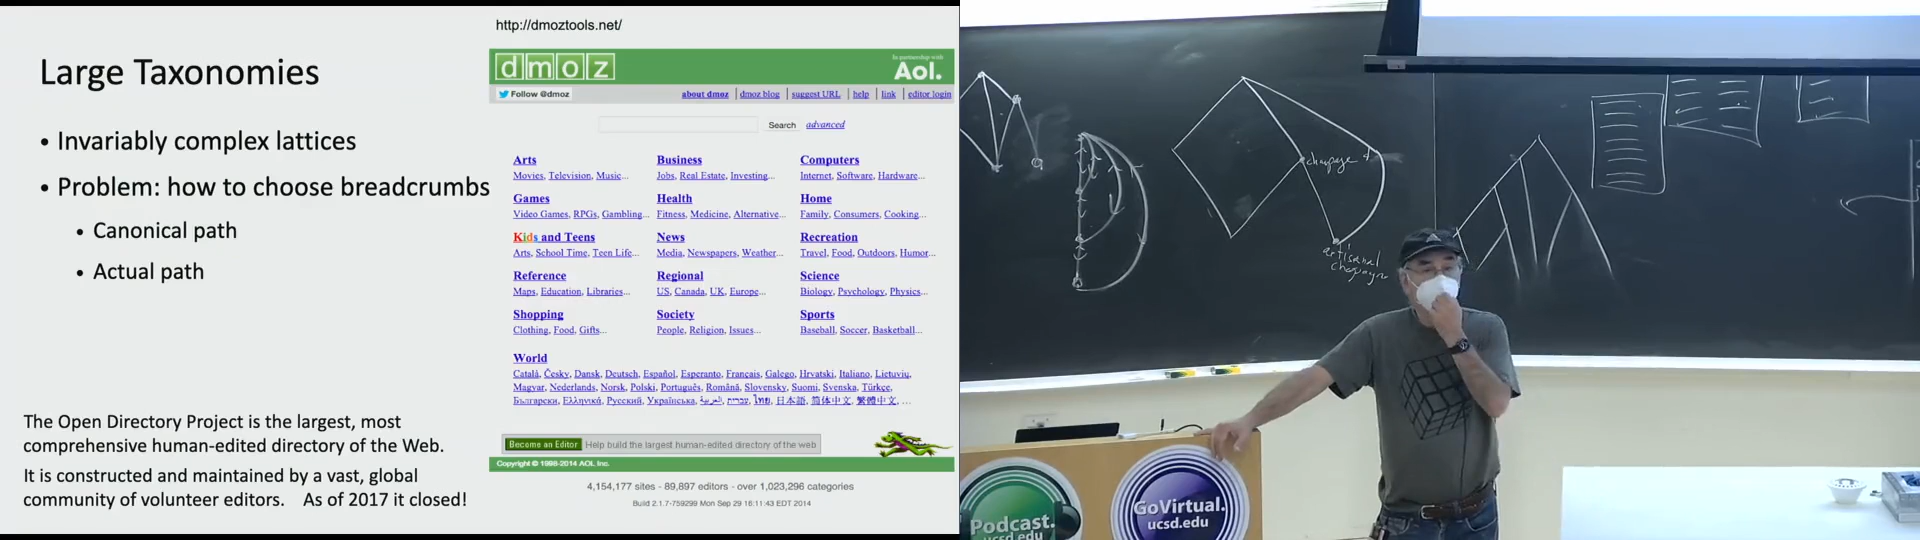 Large Taxonomies
• Invariably complex lattices
• Problem: how to choose breadcrumbs
• Canonical path
• Actual path
The Open Directory Project is the largest, most
comprehensive human-edited directory of the Web.
It is constructed and maintained by a vast, global
community of volunteer editors. As of 2017 it closed!
http://dmoztools.net/
dmoz
In partnership with
Aol.
Follow @dmoz
about dmoz | dmoz blog | suggest URL | help | link | editor login
Search advanced
Arts Business Computers
Movies, Television, Music... Jobs, Real Estate, Investing... Internet, Software, Hardware...
Games Health Home
Video Games, RPGs, Gambling... Fitness, Medicine, Alternative... Family, Consumers, Cooking...
Kids and Teens News Recreation
Arts, School Time, Teen Life... Media, Newspapers, Weather... Travel, Food, Outdoors, Humor...
Reference Regional Science
Maps, Education, Libraries... US, Canada, UK, Europe... Biology, Psychology, Physics...
Shopping Society Sports
Clothing, Food, Gifts... People, Religion, Issues... Baseball, Soccer, Basketball...
World
Català, Česky, Dansk, Deutsch, Español, Esperanto, Français, Galego, Hrvatski, Italiano, Lietuvių,
Magyar, Nederlands, Norsk, Polski, Português, Română, Slovensky, Suomi, Svenska, Türkçe,
Български, Ελληνικά, Русский, Українська, العربية, עברית, ไทย, 日本語, 简体中文, 繁體中文, ...
Become an Editor Help build the largest human-edited directory of the web
Copyright © 1998-2014 AOL Inc.
4,154,177 sites - 89,897 editors - over 1,023,296 categories
Build 2.1.7-759299 Mon Sep 29 16:11:43 EDT 2014
artisanal
Podcast.
ucsd.edu
GoVirtual.
ucsd.edu